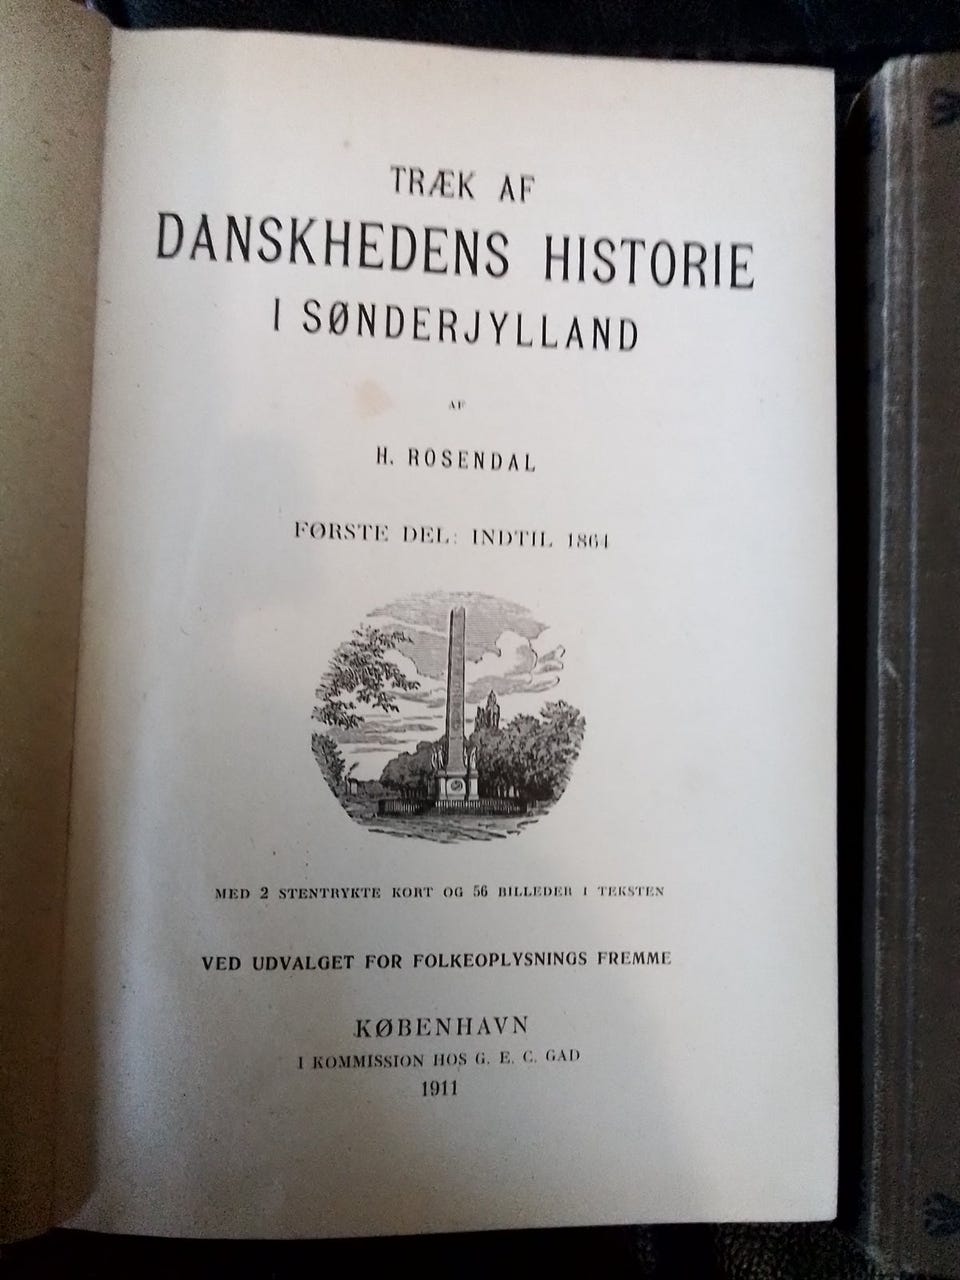 TRÆK AF
DANSKHEDENS HISTORIE
I SØNDERJYLLAND
AF
H. ROSENDAL
FØRSTE DEL: INDTIL 1864
MED 2 STENTRYKTE KORT OG 56 BILLEDER I TEKSTEN
VED UDVALGET FOR FOLKEOPLYSNINGS FREMME
KØBENHAVN
I KOMMISSION HOS G. E. C. GAD
1911